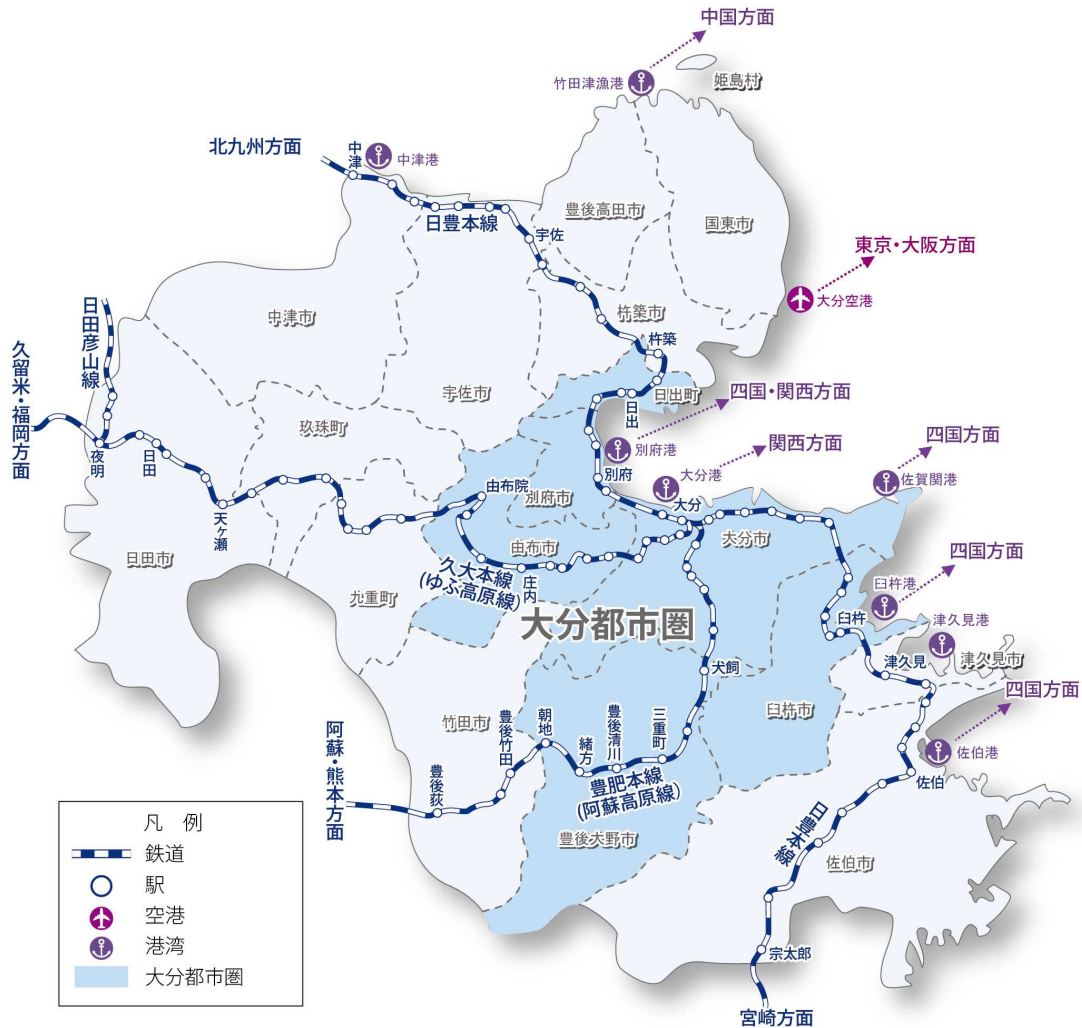 中国方面
竹田津漁港
姫島村
北九州方面
中津
中津港
日豊本線
豊後高田市
国東市
宇佐
東京・大阪方面
大分空港
中津市
杵築市
杵築
日田彦山線
久留米・福岡方面
宇佐市
日出町
日出
四国・関西方面
玖珠町
別府港
関西方面
四国方面
夜明
日田
別府
大分港
佐賀関港
由布院
別府市
大分
天ヶ瀬
由布市
大分市
日田市
久大本線
(ゆふ高原線)
庄内
四国方面
九重町
臼杵港
大分都市圏
臼杵
津久見港
津久見
津久見市
犬飼
四国方面
竹田市
豊後竹田
朝地
緒方
豊後清川
三重町
臼杵市
阿蘇・熊本方面
豊後荻
豊肥本線
(阿蘇高原線)
佐伯港
佐伯
豊後大野市
日豊本線
佐伯市
宗太郎
宮崎方面
凡 例
鉄道
駅
空港
港湾
大分都市圏